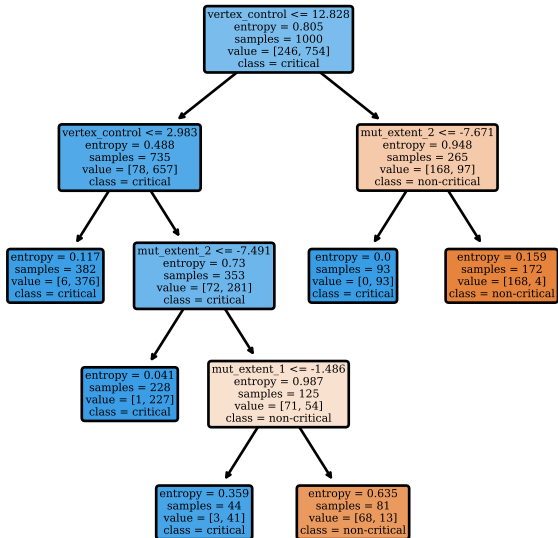 vertex_control <= 12.828
entropy = 0.805
samples = 1000
value = [246, 754]
class = critical
vertex_control <= 2.983
entropy = 0.488
samples = 735
value = [78, 657]
class = critical
mut_extent_2 <= -7.671
entropy = 0.948
samples = 265
value = [168, 97]
class = non-critical
entropy = 0.117
samples = 382
value = [6, 376]
class = critical
mut_extent_2 <= -7.491
entropy = 0.73
samples = 353
value = [72, 281]
class = critical
entropy = 0.0
samples = 93
value = [0, 93]
class = critical
entropy = 0.159
samples = 172
value = [168, 4]
class = non-critical
entropy = 0.041
samples = 228
value = [1, 227]
class = critical
mut_extent_1 <= -1.486
entropy = 0.987
samples = 125
value = [71, 54]
class = non-critical
entropy = 0.359
samples = 44
value = [3, 41]
class = critical
entropy = 0.635
samples = 81
value = [68, 13]
class = non-critical